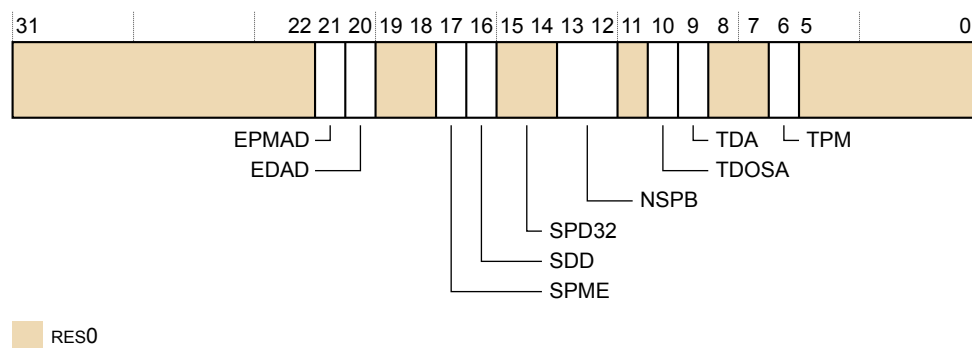 31 22 21 20 19 18 17 16 15 14 13 12 11 10 9 8 7 6 5 0
EPMAD TDA TPM
EDAD TDOSA
NSPB
SPD32
SDD
SPME
RES0